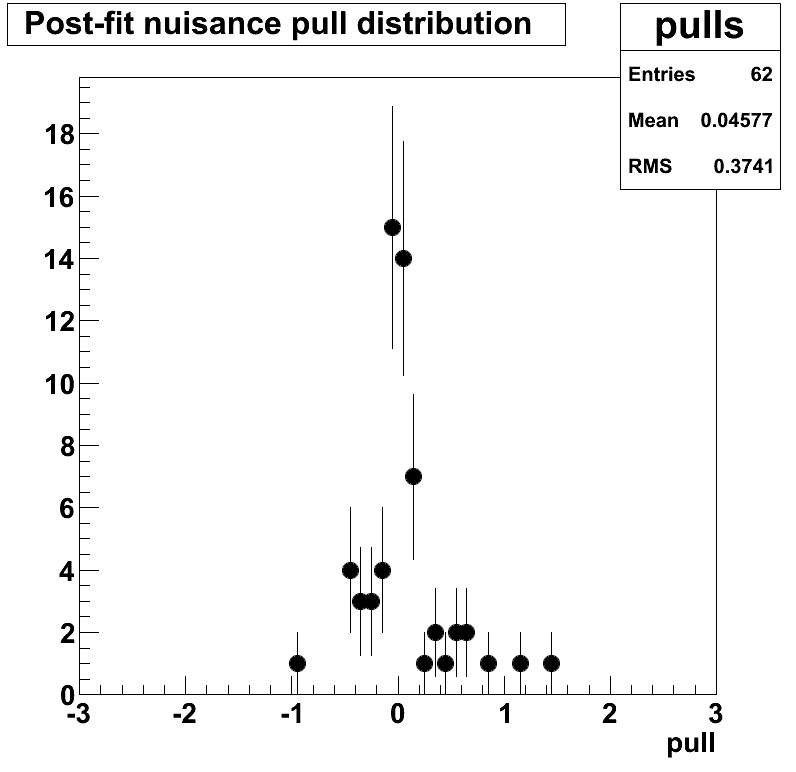 Post-fit nuisance pull distribution
pulls
Entries 62
Mean 0.04577
RMS 0.3741
18
16
14
12
10
8
6
4
2
0
-3 -2 -1 0 1 2 3
pull